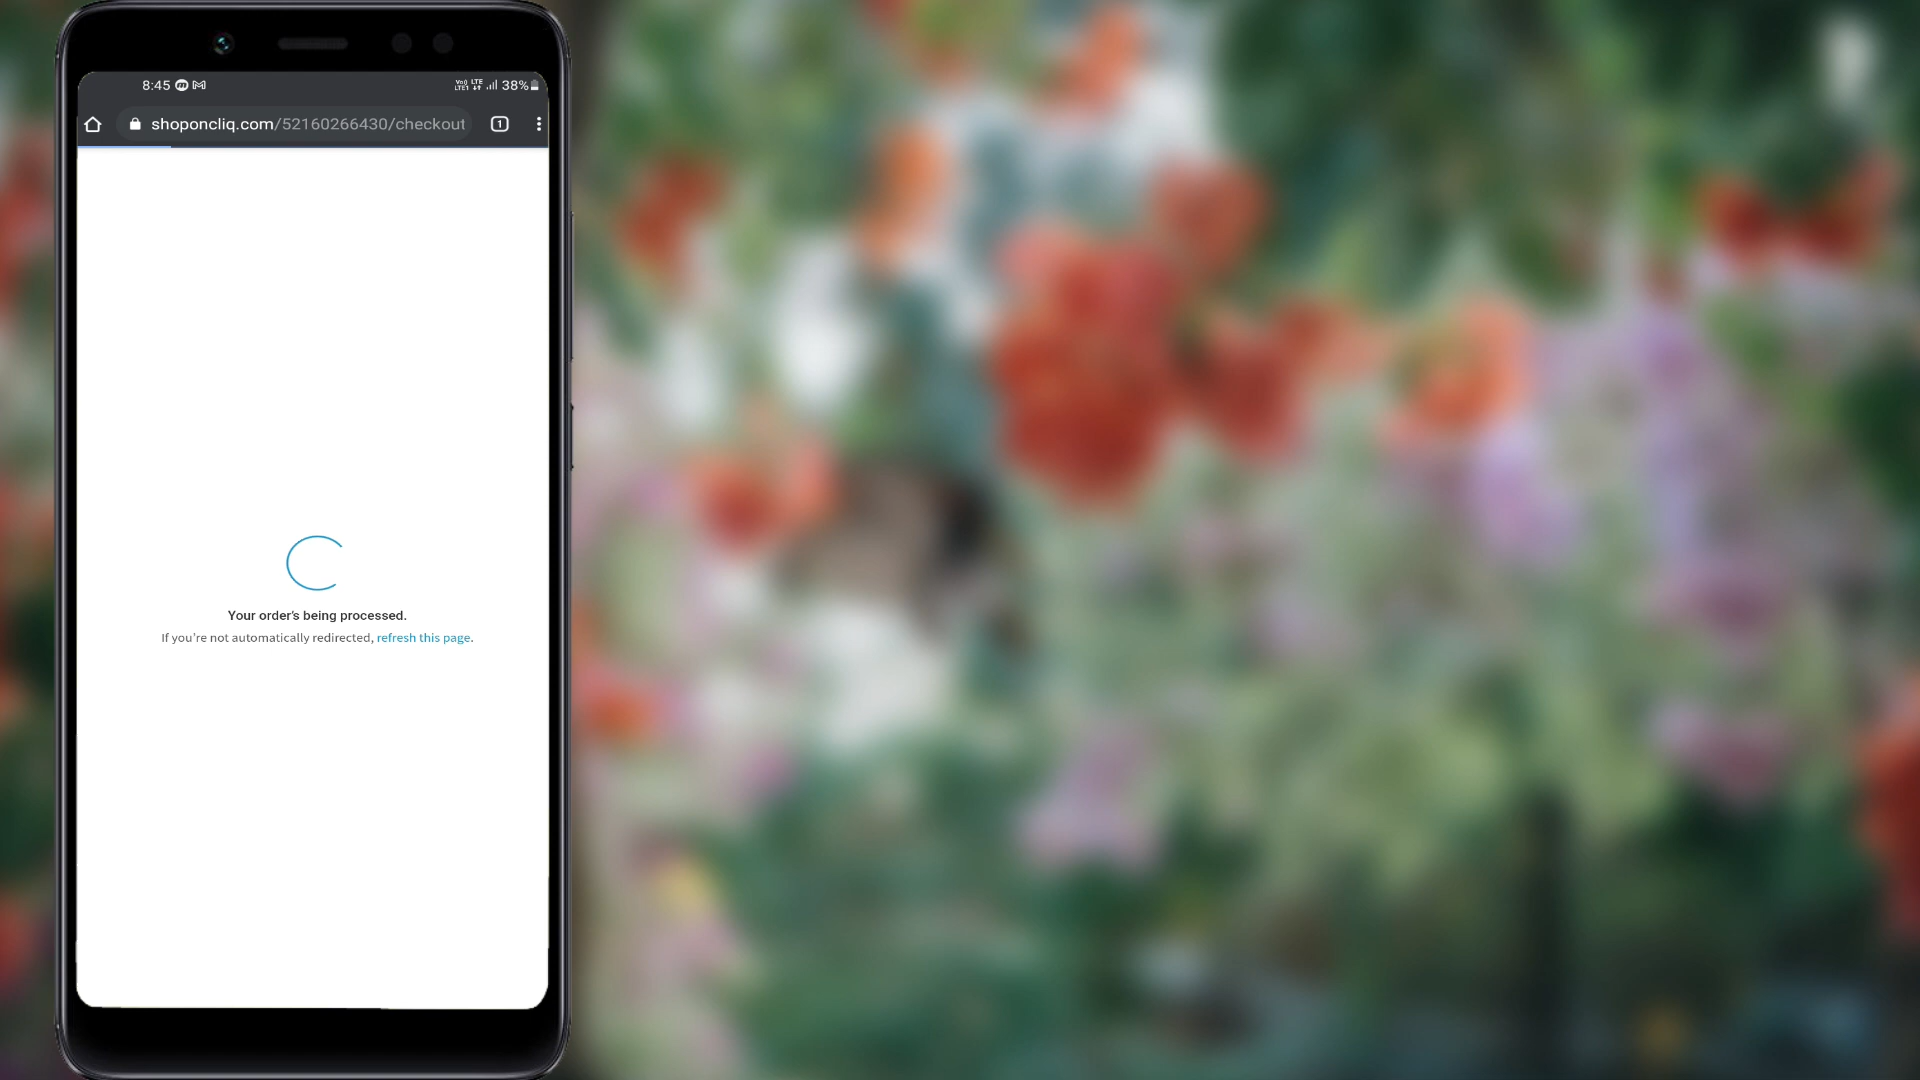 8:45 38%
shoponcliq.com/52160266430/checkout 1
Your order's being processed.
If you're not automatically redirected, refresh this page.